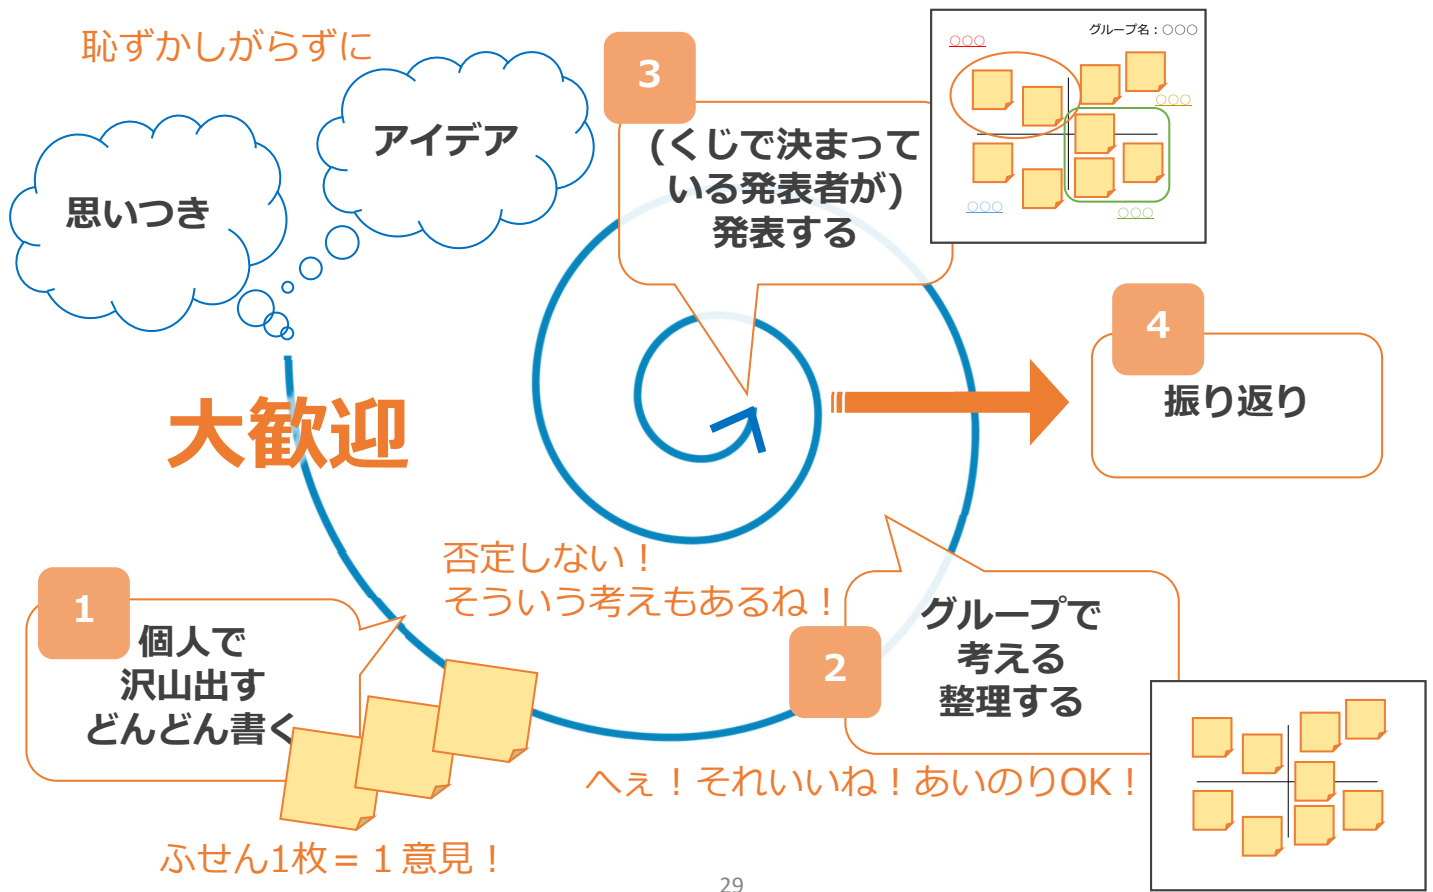 恥ずかしがらずに
思いつき
アイデア
大歓迎
1
個人で
沢山出す
どんどん書く
ふせん1枚=１意見！
否定しない！
そういう考えもあるね！
2
グループで
考える
整理する
へぇ！それいいね！あいのりOK！
3
(くじで決まって
いる発表者が)
発表する
グループ名：○○○
○○○
○○○
○○○
○○○
4
振り返り
29